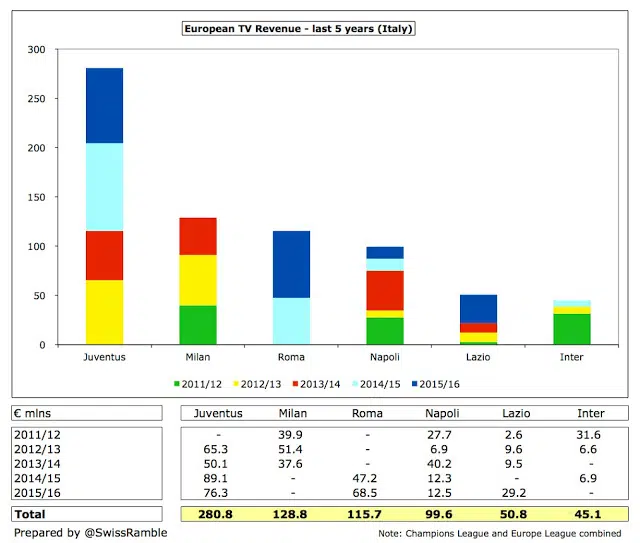 European TV Revenue - last 5 years (Italy)
300
250
200
150
100
50
0
Juventus Milan Roma Napoli Lazio Inter
2011/12 2012/13 2013/14 2014/15 2015/16
€ mlns Juventus Milan Roma Napoli Lazio Inter
2011/12 - 39.9 - 27.7 2.6 31.6
2012/13 65.3 51.4 - 6.9 9.6 6.6
2013/14 50.1 37.6 - 40.2 9.5 -
2014/15 89.1 - 47.2 12.3 - 6.9
2015/16 76.3 - 68.5 12.5 29.2 -
Total 280.8 128.8 115.7 99.6 50.8 45.1
Prepared by @SwissRamble Note: Champions League and Europe League combined